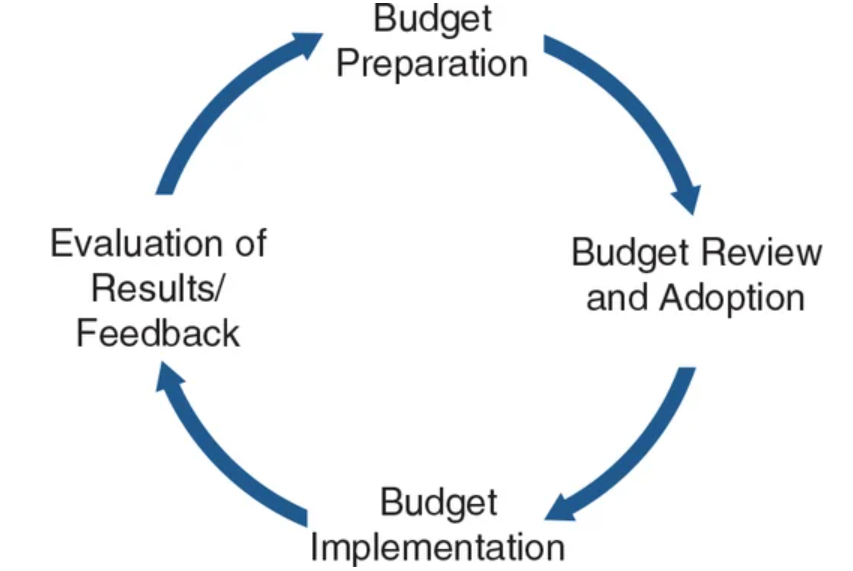 Budget
Preparation
Budget Review
and Adoption
Budget
Implementation
Evaluation of
Results/
Feedback